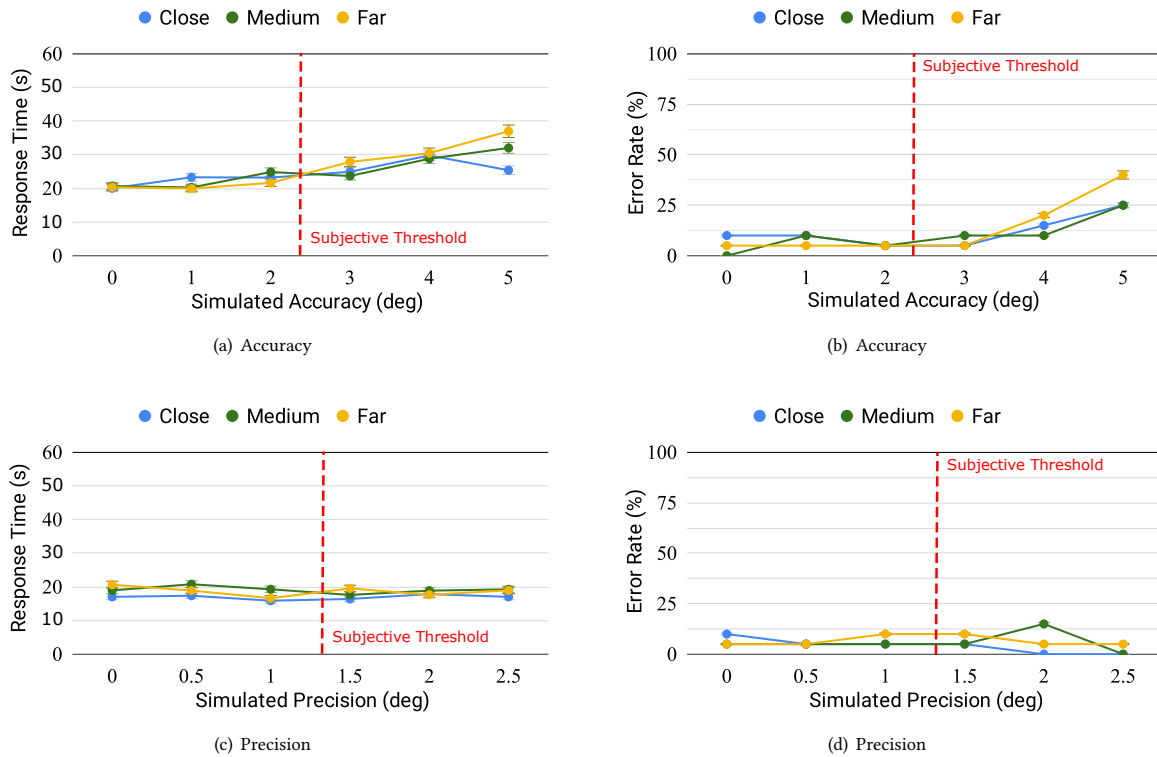 Close Medium Far
Response Time (s)
60
50
40
30
20
10
0
Subjective Threshold
0 1 2 3 4 5
Simulated Accuracy (deg)
(a) Accuracy
Close Medium Far
Error Rate (%)
100
75
50
25
0
Subjective Threshold
0 1 2 3 4 5
Simulated Accuracy (deg)
(b) Accuracy
Close Medium Far
Response Time (s)
60
50
40
30
20
10
0
Subjective Threshold
0 0.5 1 1.5 2 2.5
Simulated Precision (deg)
(c) Precision
Close Medium Far
Error Rate (%)
100
75
50
25
0
Subjective Threshold
0 0.5 1 1.5 2 2.5
Simulated Precision (deg)
(d) Precision